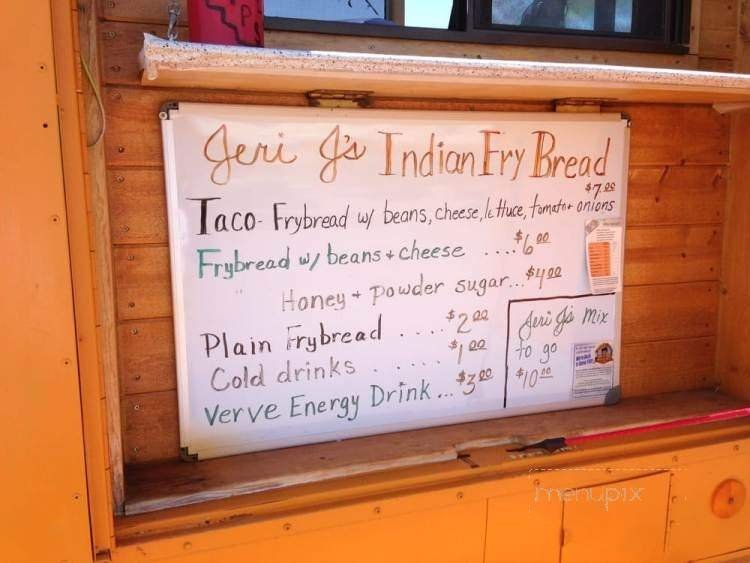 Jeri J's Indian Fry Bread
Taco - Frybread w/ beans, cheese, lettuce, tomato + onions $7.00
Frybread w/ beans + cheese .... $6.00
" Honey + powder sugar... $4.00
Plain Frybread .... $2.00
Cold drinks ..... $1.00
Verve Energy Drink... $3.00
Jeri J's Mix
to go
$10.00
menupix